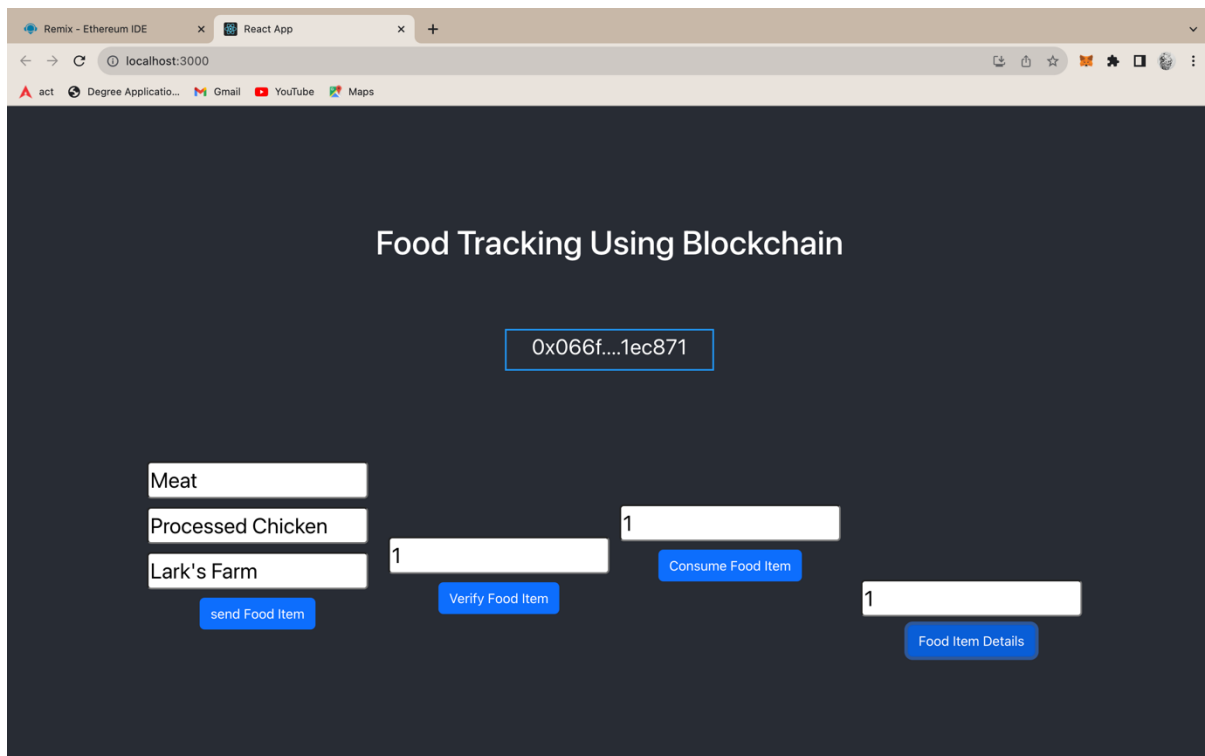 Remix - Ethereum IDE
React App
localhost:3000
act
Degree Applicatio...
Gmail
YouTube
Maps
Food Tracking Using Blockchain
0x066f....1ec871
Meat
Processed Chicken
Lark's Farm
send Food Item
1
Verify Food Item
1
Consume Food Item
1
Food Item Details